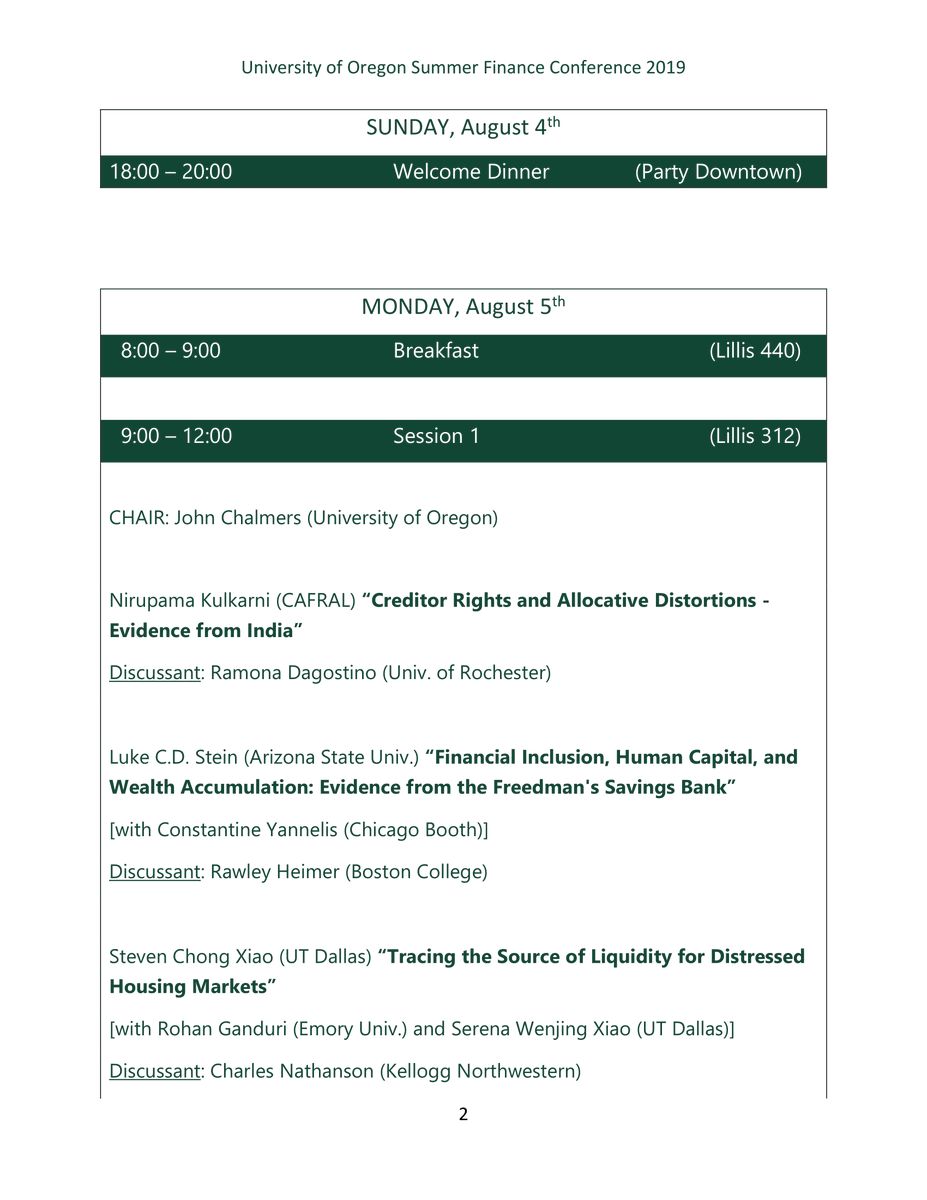 University of Oregon Summer Finance Conference 2019
SUNDAY, August 4th
18:00 – 20:00 Welcome Dinner (Party Downtown)
MONDAY, August 5th
8:00 – 9:00 Breakfast (Lillis 440)
9:00 – 12:00 Session 1 (Lillis 312)
CHAIR: John Chalmers (University of Oregon)
Nirupama Kulkarni (CAFRAL) “Creditor Rights and Allocative Distortions -
Evidence from India”
Discussant: Ramona Dagostino (Univ. of Rochester)
Luke C.D. Stein (Arizona State Univ.) “Financial Inclusion, Human Capital, and
Wealth Accumulation: Evidence from the Freedman's Savings Bank”
[with Constantine Yannelis (Chicago Booth)]
Discussant: Rawley Heimer (Boston College)
Steven Chong Xiao (UT Dallas) “Tracing the Source of Liquidity for Distressed
Housing Markets”
[with Rohan Ganduri (Emory Univ.) and Serena Wenjing Xiao (UT Dallas)]
Discussant: Charles Nathanson (Kellogg Northwestern)
2